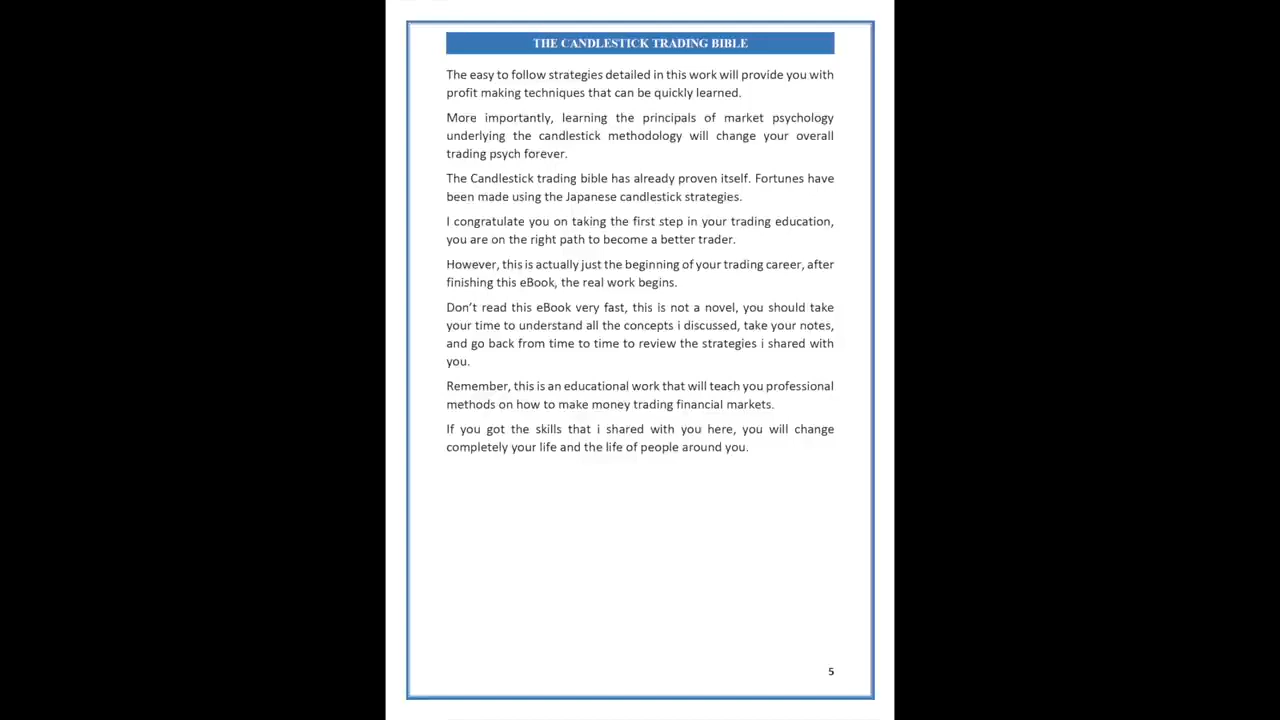 THE CANDLESTICK TRADING BIBLE
The easy to follow strategies detailed in this work will provide you with
profit making techniques that can be quickly learned.
More importantly, learning the principals of market psychology
underlying the candlestick methodology will change your overall
trading psych forever.
The Candlestick trading bible has already proven itself. Fortunes have
been made using the Japanese candlestick strategies.
I congratulate you on taking the first step in your trading education,
you are on the right path to become a better trader.
However, this is actually just the beginning of your trading career, after
finishing this eBook, the real work begins.
Don’t read this eBook very fast, this is not a novel, you should take
your time to understand all the concepts i discussed, take your notes,
and go back from time to time to review the strategies i shared with
you.
Remember, this is an educational work that will teach you professional
methods on how to make money trading financial markets.
If you got the skills that i shared with you here, you will change
completely your life and the life of people around you.
5